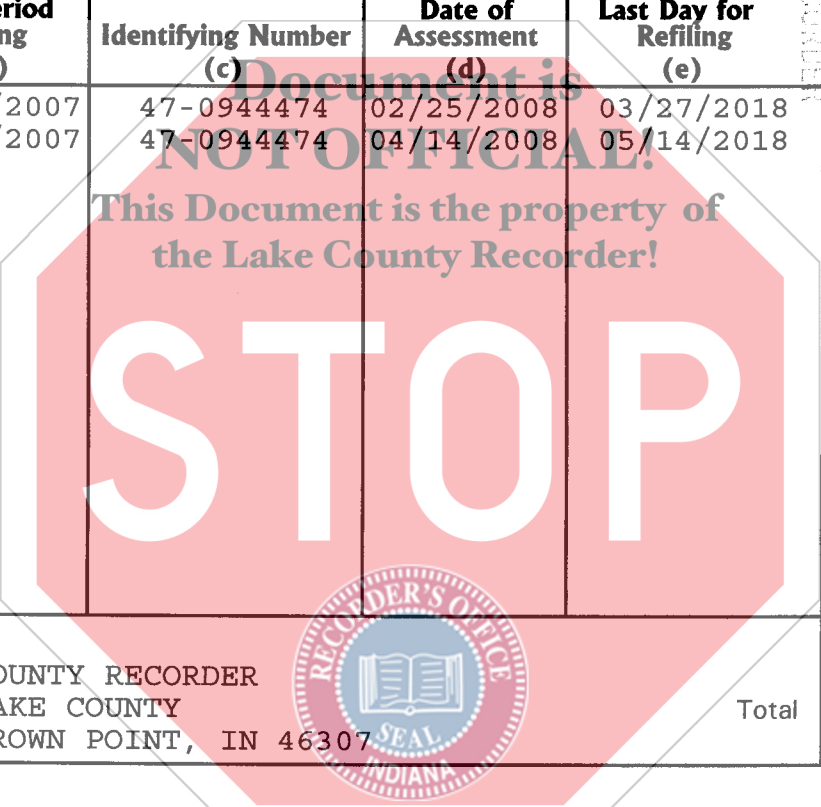 eriod Date of Last Day for
ng Identifying Number Assessment Refiling
) (c) (d) (e)
Document is
/2007 47-0944474 02/25/2008 03/27/2018
/2007 47-0944474 04/14/2008 05/14/2018
NOT OFFICIAL!
This Document is the property of
the Lake County Recorder!
STOP
RECORDER'S OFFICE
SEAL
INDIANA
OUNTY RECORDER
AKE COUNTY Total
ROWN POINT, IN 46307